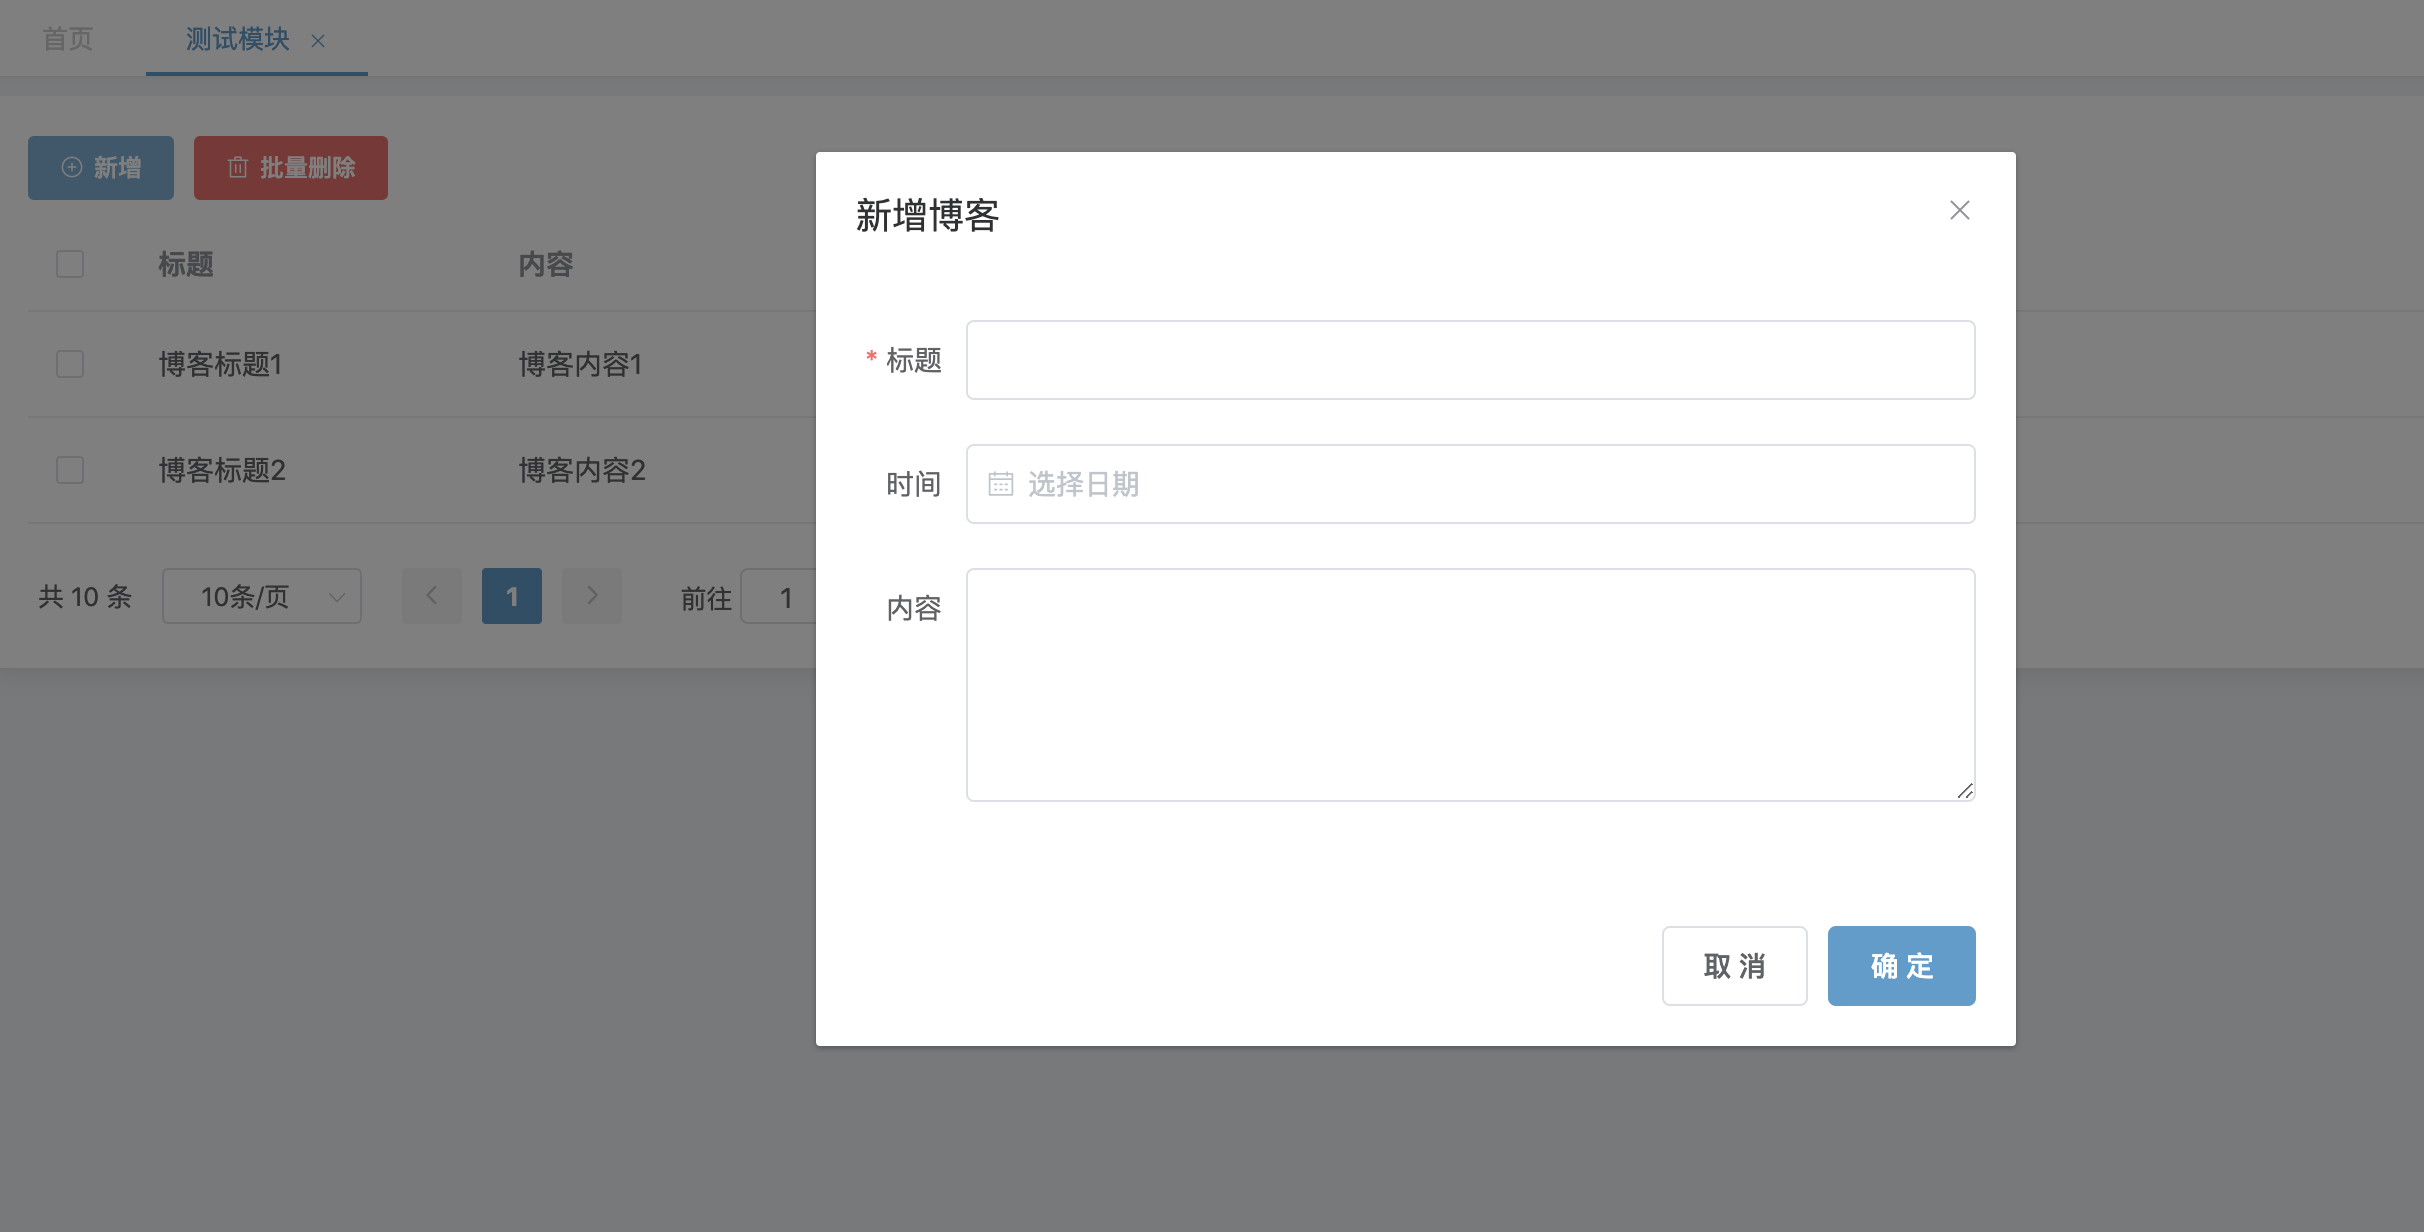 首页
测试模块
新增
批量删除
标题
内容
博客标题1
博客内容1
博客标题2
博客内容2
共 10 条
10条/页
1
前往
1
新增博客
* 标题
时间
选择日期
内容
取 消
确 定